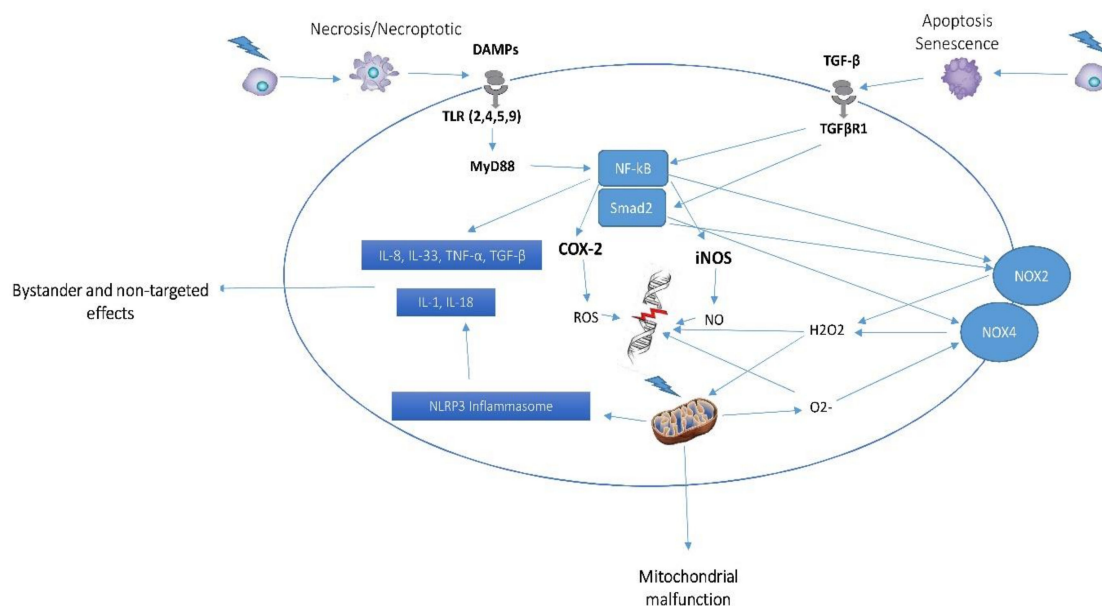 Necrosis/Necroptotic
Apoptosis
Senescence
DAMPs
TGF-β
TLR (2,4,5,9)
TGFβR1
MyD88
NF-kB
Smad2
COX-2
iNOS
IL-8, IL-33, TNF-α, TGF-β
NOX2
Bystander and non-targeted
effects
IL-1, IL-18
ROS
NO
H2O2
NOX4
NLRP3 Inflammasome
O2-
Mitochondrial
malfunction